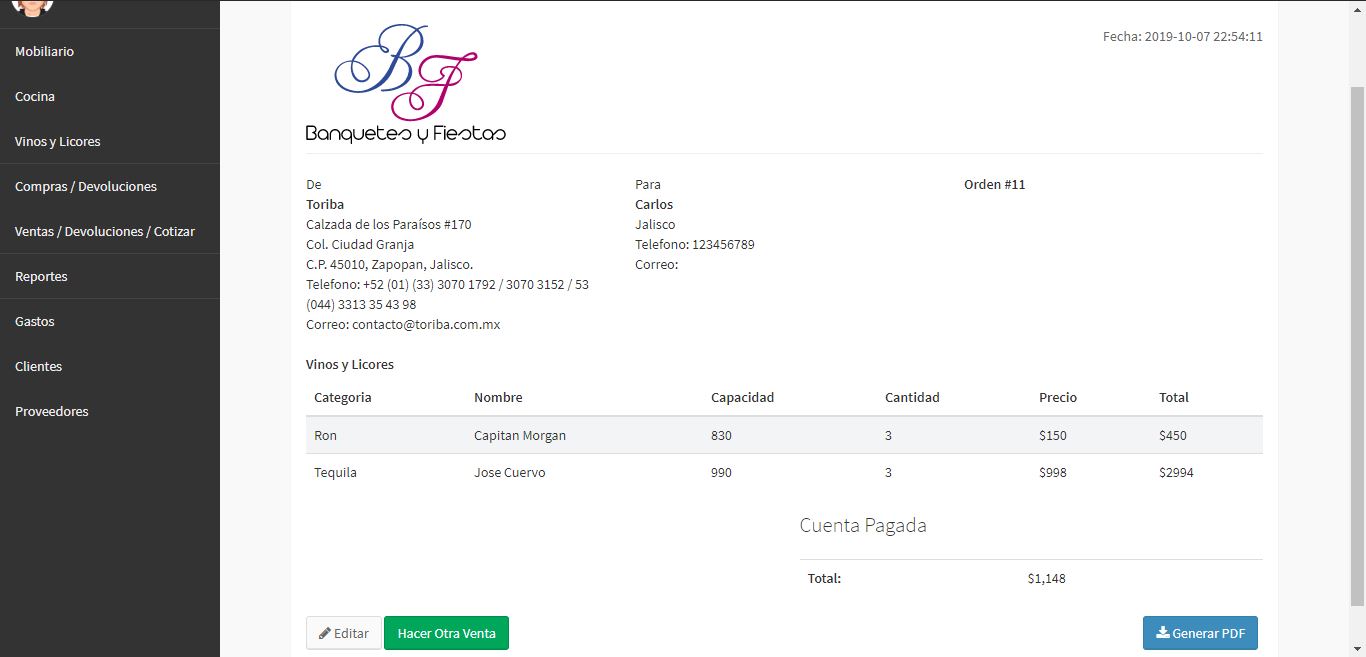 Mobiliario
Cocina
Vinos y Licores
Compras / Devoluciones
Ventas / Devoluciones / Cotizar
Reportes
Gastos
Clientes
Proveedores
BF
Banquetes y Fiestas
Fecha: 2019-10-07 22:54:11
De
Toriba
Calzada de los Paraísos #170
Col. Ciudad Granja
C.P. 45010, Zapopan, Jalisco.
Telefono: +52 (01) (33) 3070 1792 / 3070 3152 / 53
(044) 3313 35 43 98
Correo: contacto@toriba.com.mx
Para
Carlos
Jalisco
Telefono: 123456789
Correo:
Orden #11
Vinos y Licores
Categoria Nombre Capacidad Cantidad Precio Total
Ron Capitan Morgan 830 3 $150 $450
Tequila Jose Cuervo 990 3 $998 $2994
Cuenta Pagada
Total: $1,148
Editar Hacer Otra Venta Generar PDF